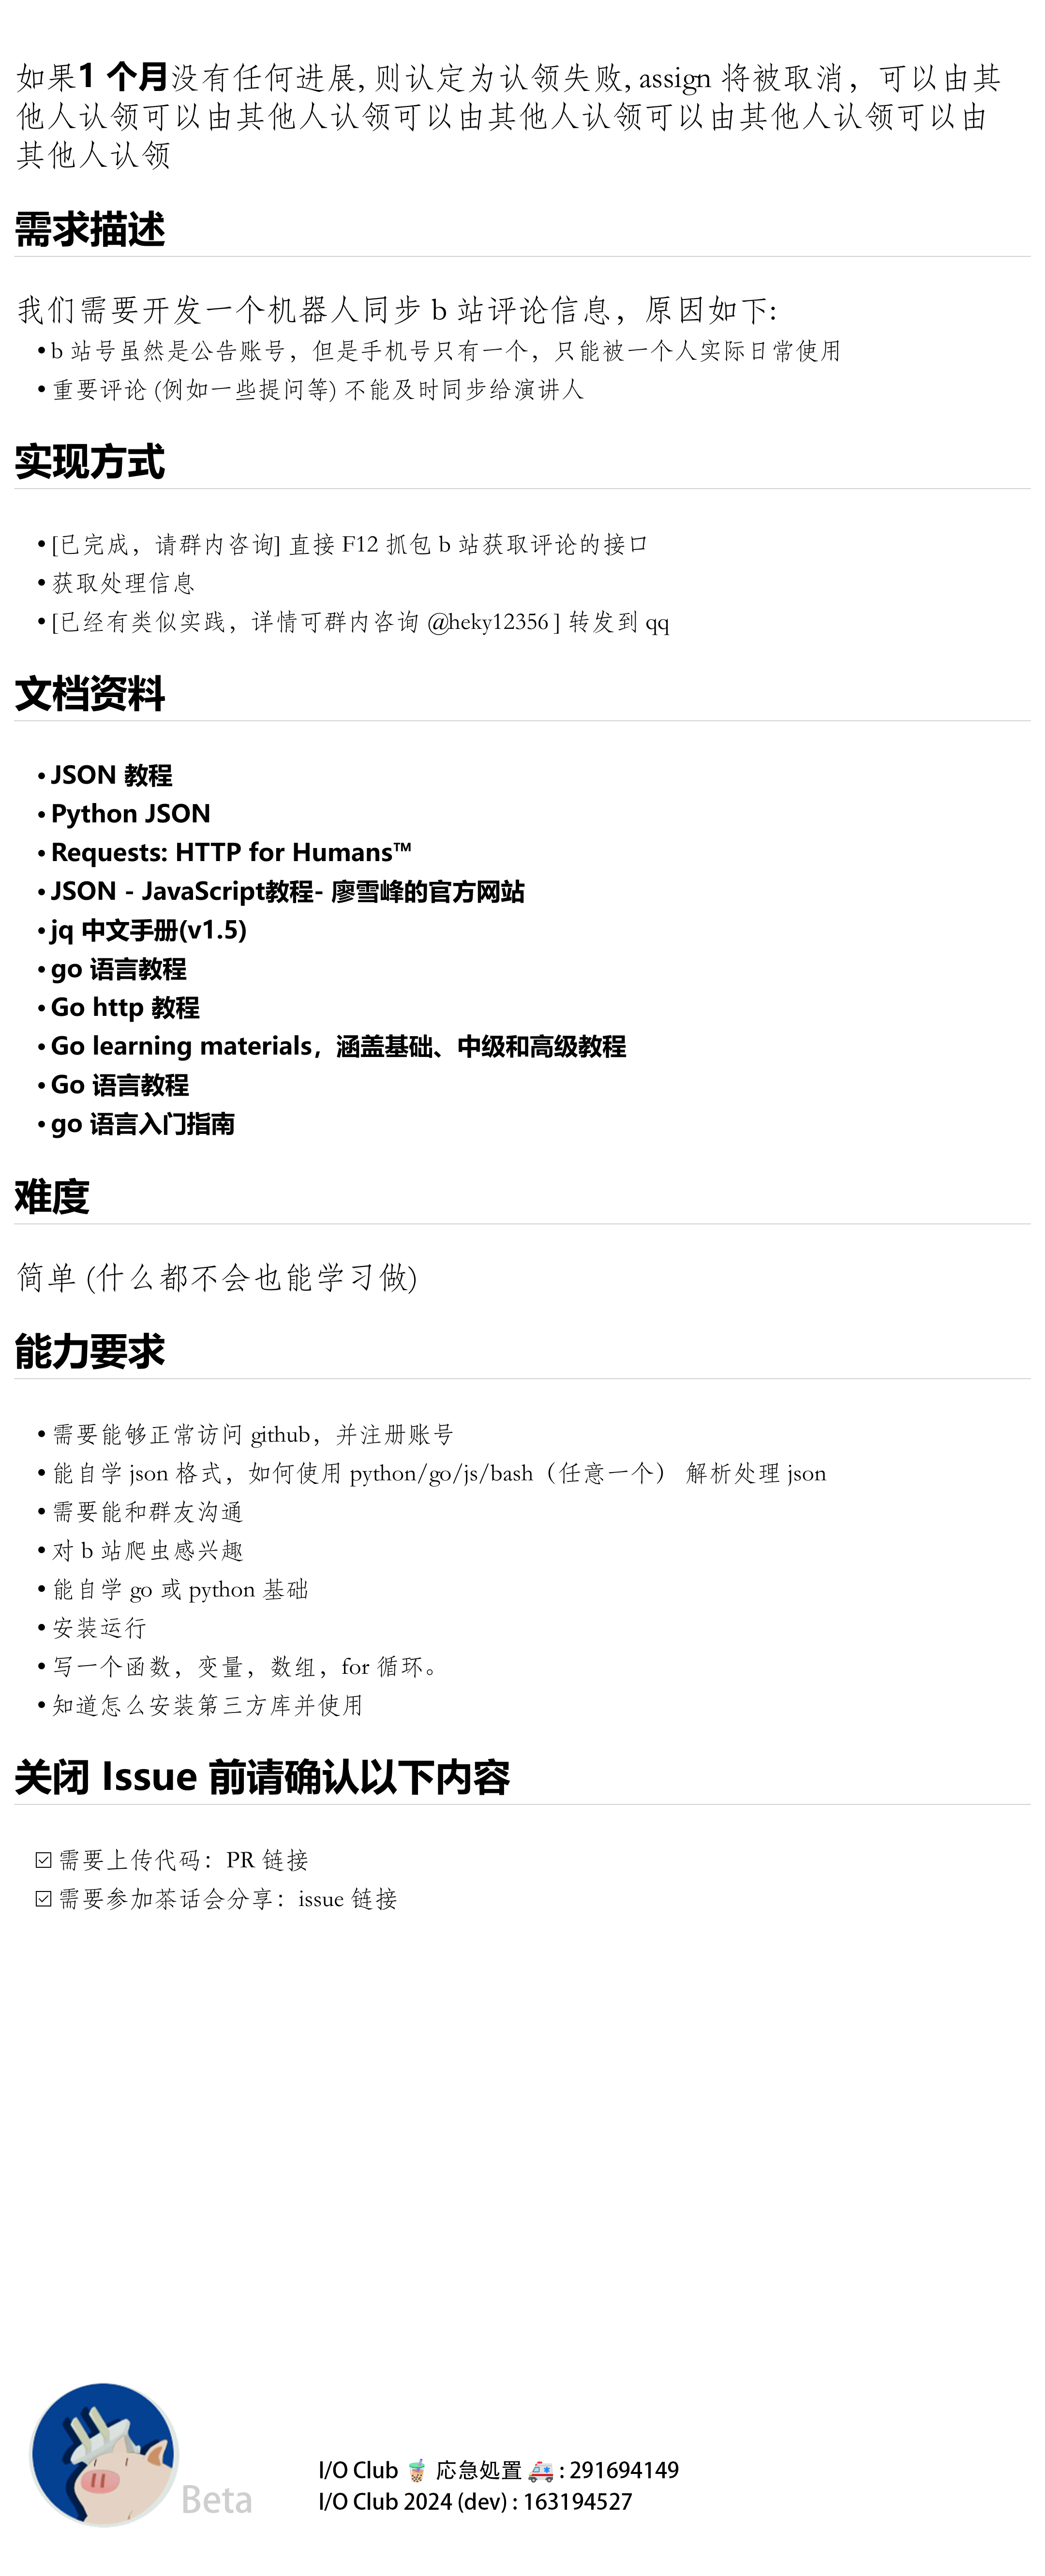 如果1 个月没有任何进展, 则认定为认领失败, assign 将被取消，可以由其
他人认领可以由其他人认领可以由其他人认领可以由其他人认领可以由
其他人认领
需求描述
我们需要开发一个机器人同步 b 站评论信息，原因如下:
• b 站号虽然是公告账号，但是手机号只有一个，只能被一个人实际日常使用
• 重要评论 (例如一些提问等) 不能及时同步给演讲人
实现方式
• [已完成，请群内咨询] 直接 F12 抓包 b 站获取评论的接口
• 获取处理信息
• [已经有类似实践，详情可群内咨询 @heky12356 ] 转发到 qq
文档资料
• JSON 教程
• Python JSON
• Requests: HTTP for Humans™
• JSON - JavaScript教程- 廖雪峰的官方网站
• jq 中文手册(v1.5)
• go 语言教程
• Go http 教程
• Go learning materials，涵盖基础、中级和高级教程
• Go 语言教程
• go 语言入门指南
难度
简单 (什么都不会也能学习做)
能力要求
• 需要能够正常访问 github，并注册账号
• 能自学 json 格式，如何使用 python/go/js/bash（任意一个） 解析处理 json
• 需要能和群友沟通
• 对 b 站爬虫感兴趣
• 能自学 go 或 python 基础
• 安装运行
• 写一个函数，变量，数组，for 循环。
• 知道怎么安装第三方库并使用
关闭 Issue 前请确认以下内容
☑ 需要上传代码：PR 链接
☑ 需要参加茶话会分享：issue 链接
Beta
I/O Club 🧋 応急処置 🚑 : 291694149
I/O Club 2024 (dev) : 163194527